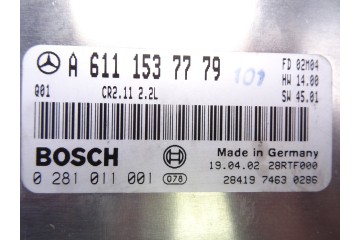 A 611 153 77 79
101
FD 02M04
HW 14.00
SW 45.01
Q01
CR2.11 2.2L
BOSCH
Made in Germany
19.04.02 28RTF000
0 281 011 001
078
28419 7463 0286